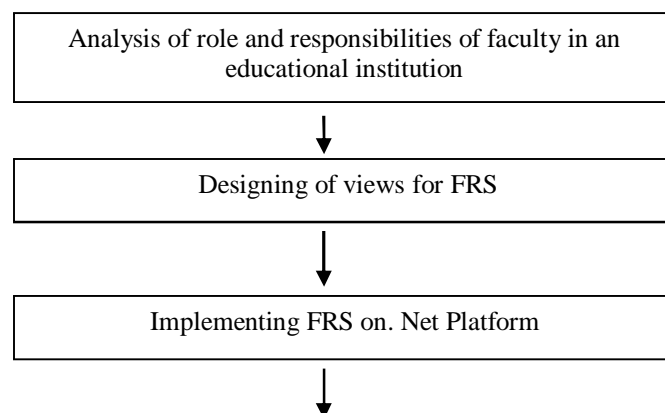 Analysis of role and responsibilities of faculty in an
educational institution
Designing of views for FRS
Implementing FRS on. Net Platform